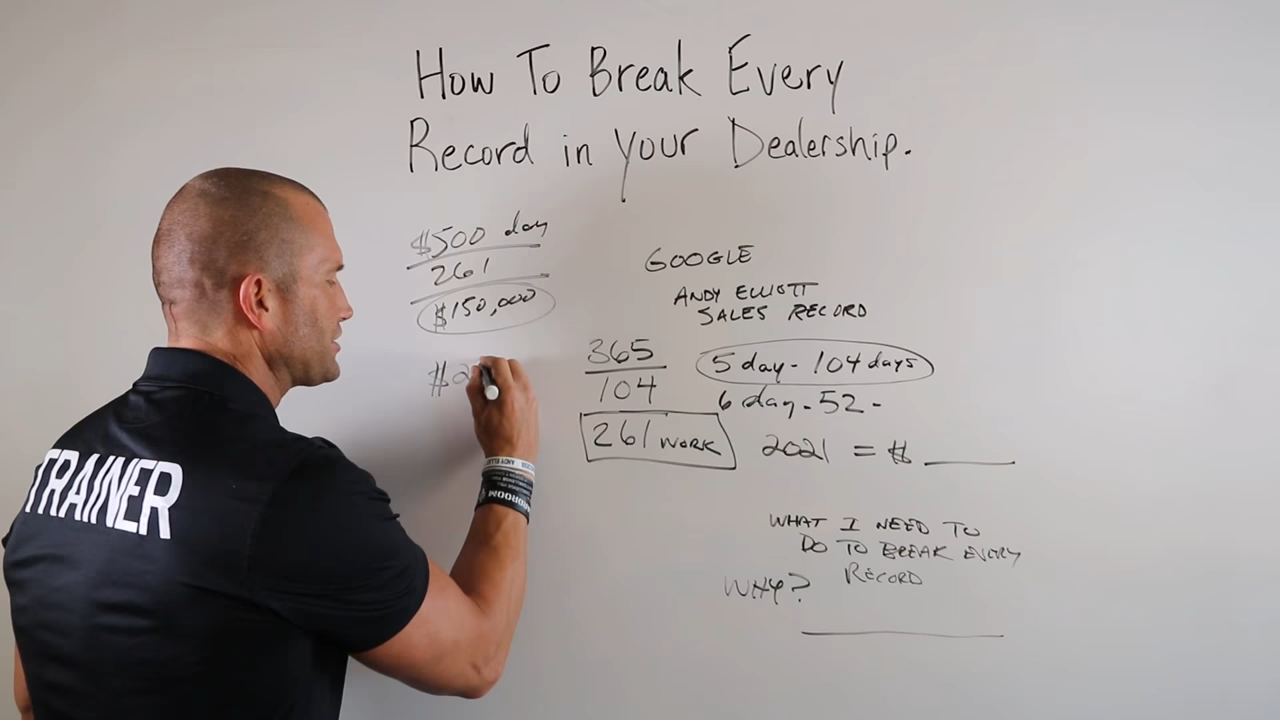 How To Break Every
Record in Your Dealership.
$500 day
261
$150,000
$2
GOOGLE
ANDY ELLIOTT
SALES RECORD
365
104
261 WORK
5 day - 104 days
6 day - 52 -
2021 = $
WHAT I NEED TO
DO TO BREAK EVERY
RECORD
WHY?
TRAINER